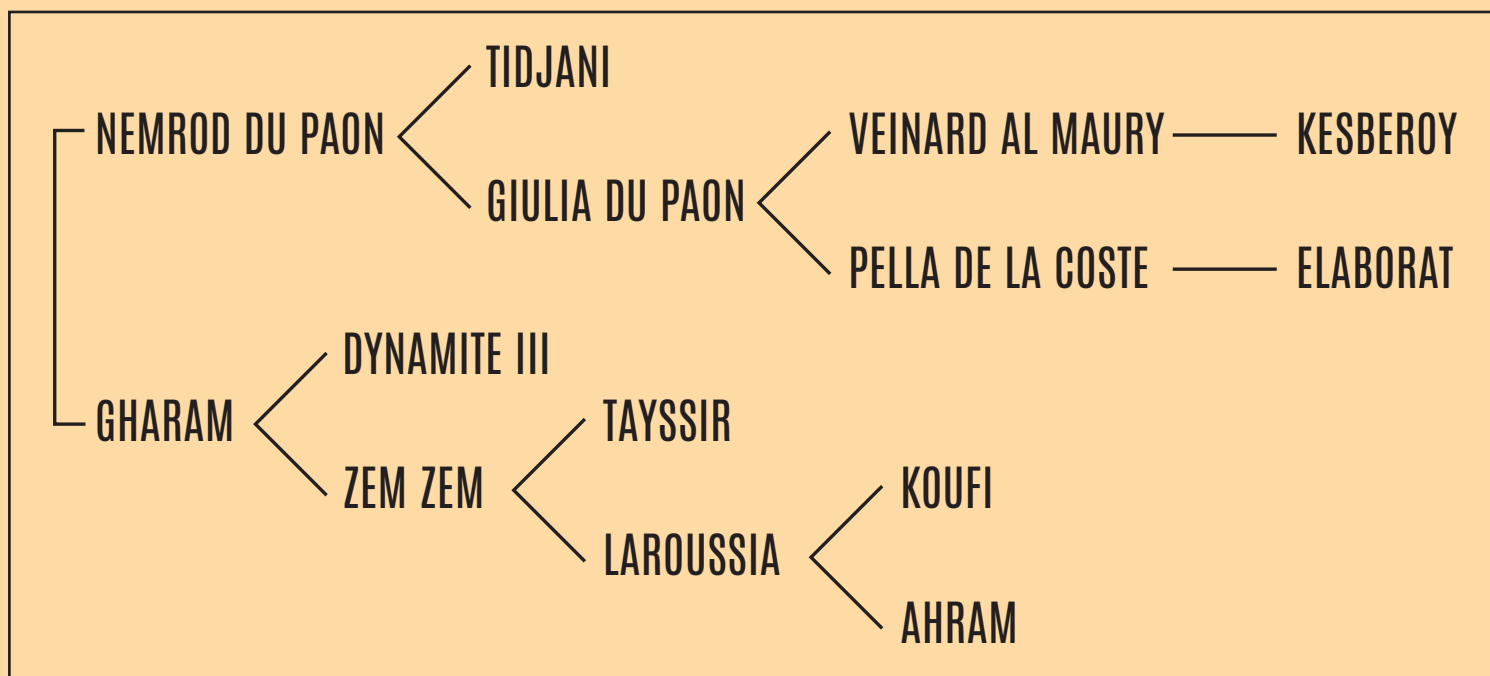 TIDJANI
NEMROD DU PAON
VEINARD AL MAURY
KESBEROY
GIULIA DU PAON
PELLA DE LA COSTE
ELABORAT
DYNAMITE III
GHARAM
TAYSSIR
ZEM ZEM
KOUFI
LAROUSSIA
AHRAM